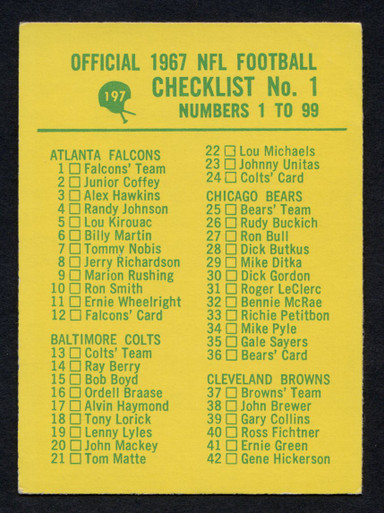 OFFICIAL 1967 NFL FOOTBALL
CHECKLIST No. 1
197
NUMBERS 1 TO 99
ATLANTA FALCONS
1 Falcons' Team
2 Junior Coffey
3 Alex Hawkins
4 Randy Johnson
5 Lou Kirouac
6 Billy Martin
7 Tommy Nobis
8 Jerry Richardson
9 Marion Rushing
10 Ron Smith
11 Ernie Wheelright
12 Falcons' Card
BALTIMORE COLTS
13 Colts' Team
14 Ray Berry
15 Bob Boyd
16 Ordell Braase
17 Alvin Haymond
18 Tony Lorick
19 Lenny Lyles
20 John Mackey
21 Tom Matte
22 Lou Michaels
23 Johnny Unitas
24 Colts' Card
CHICAGO BEARS
25 Bears' Team
26 Rudy Buckich
27 Ron Bull
28 Dick Butkus
29 Mike Ditka
30 Dick Gordon
31 Roger LeClerc
32 Bennie McRae
33 Richie Petitbon
34 Mike Pyle
35 Gale Sayers
36 Bears' Card
CLEVELAND BROWNS
37 Browns' Team
38 John Brewer
39 Gary Collins
40 Ross Fichtner
41 Ernie Green
42 Gene Hickerson